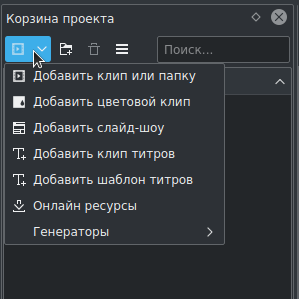 Корзина проекта
Поиск...
Добавить клип или папку
Добавить цветовой клип
Добавить слайд-шоу
Добавить клип титров
Добавить шаблон титров
Онлайн ресурсы
Генераторы